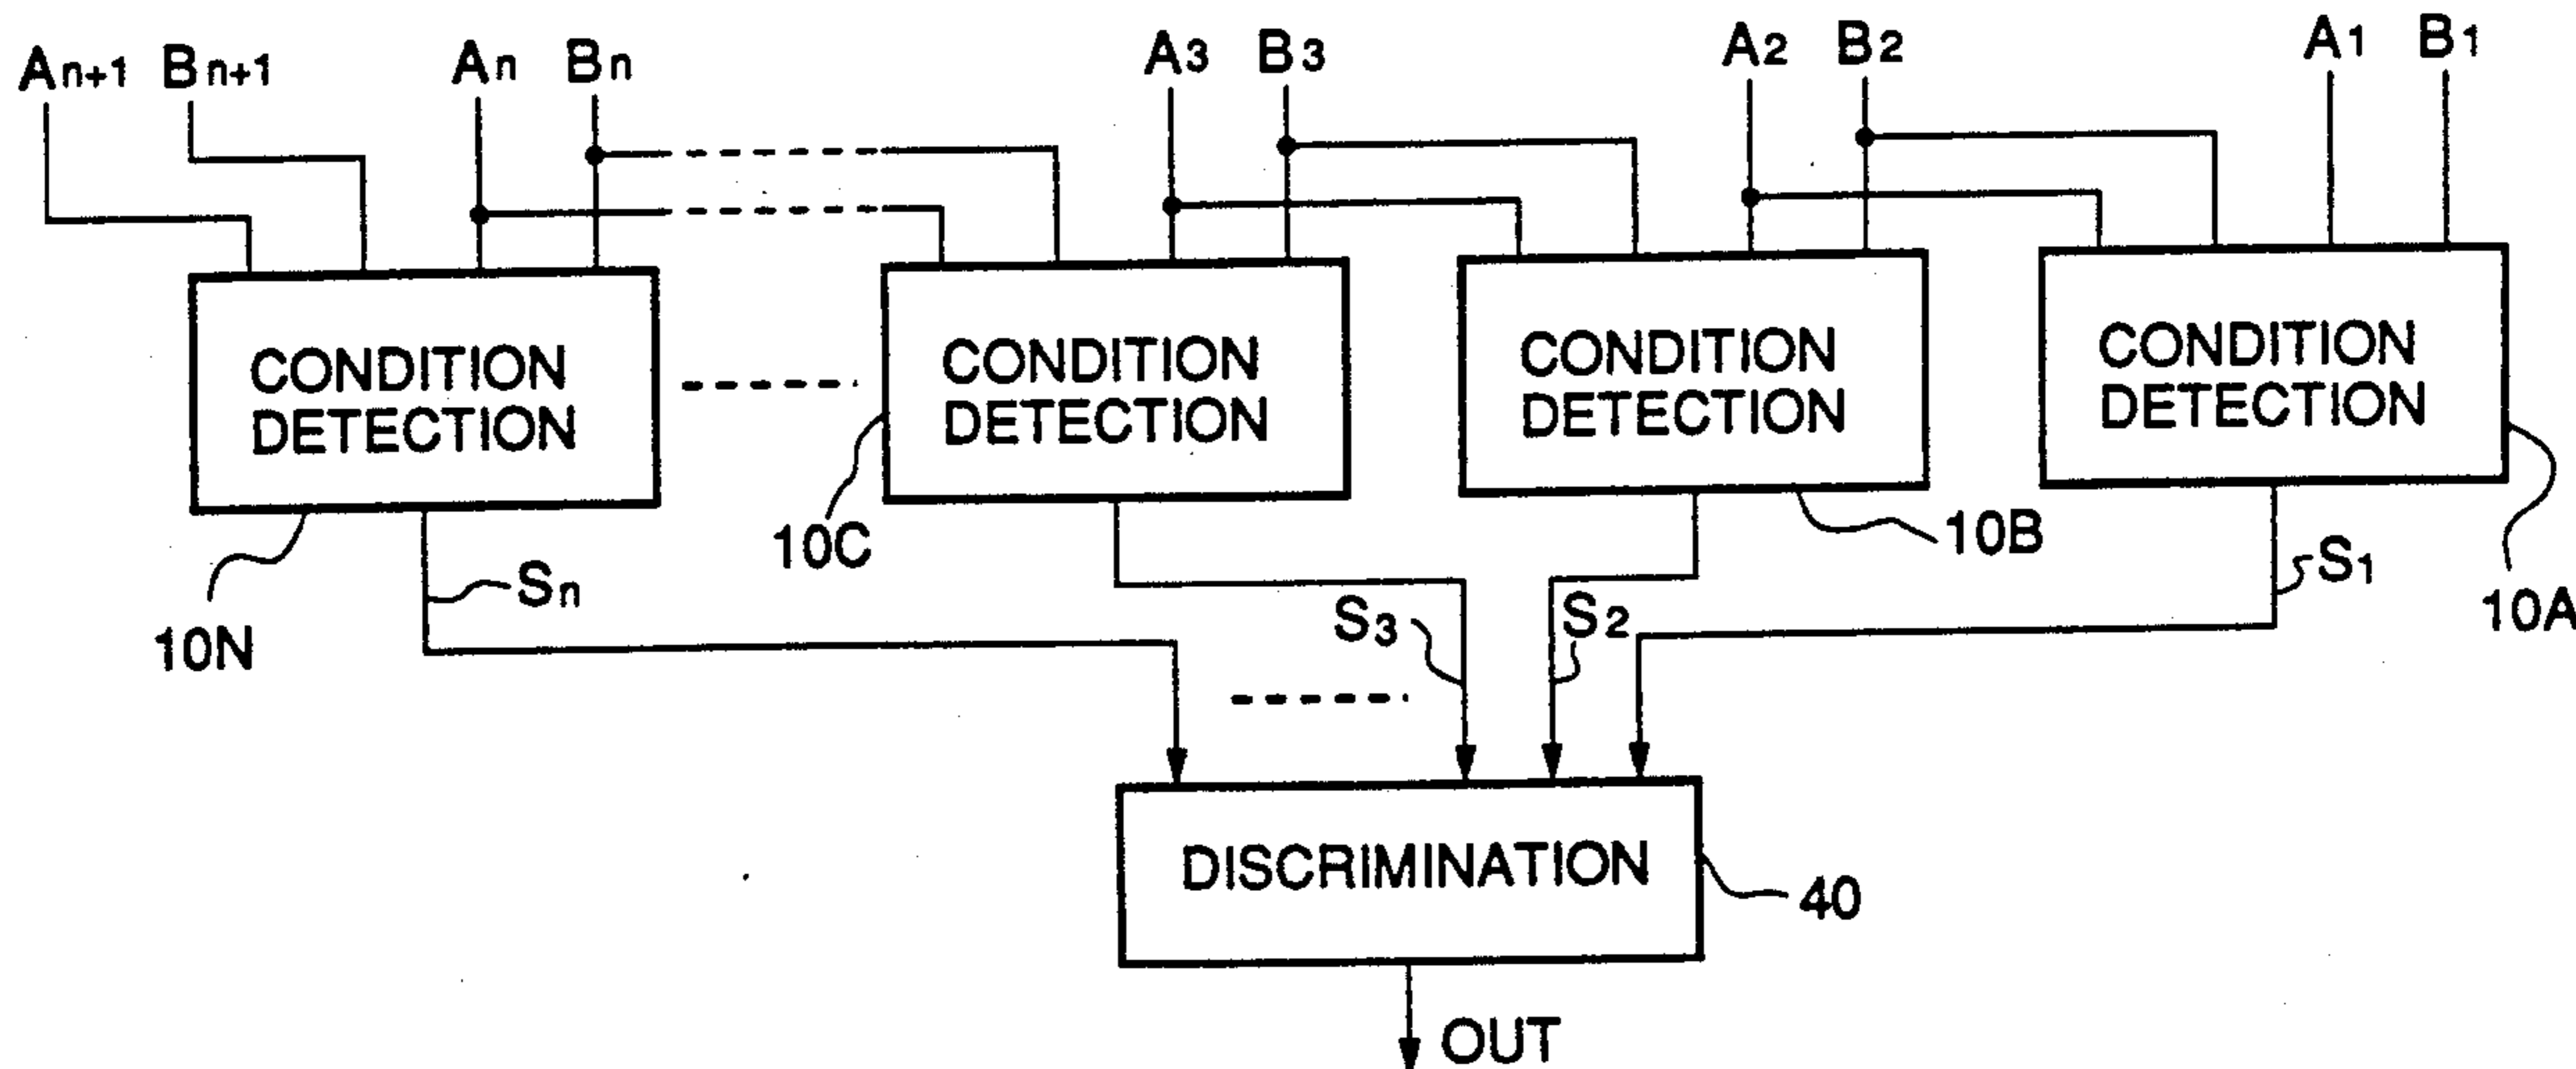 An+1 Bn+1 An Bn A3 B3 A2 B2 A1 B1
CONDITION
DETECTION
CONDITION
DETECTION
CONDITION
DETECTION
CONDITION
DETECTION
10N
Sn
10C
S3
S2
10B
S1
10A
DISCRIMINATION
40
OUT